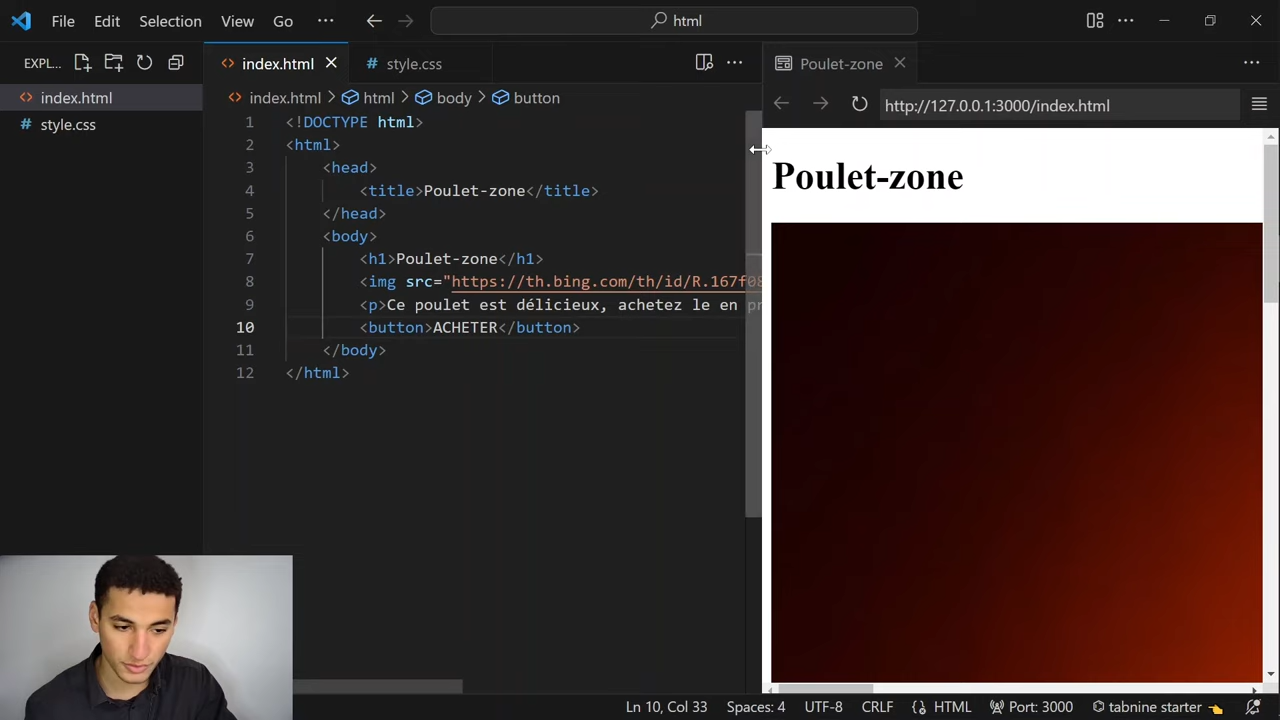 File Edit Selection View Go html
EXPL... index.html style.css Poulet-zone
index.html
style.css
index.html html body button
http://127.0.0.1:3000/index.html
1 <!DOCTYPE html>
2 <html>
3 <head>
4 <title>Poulet-zone</title>
5 </head>
6 <body>
7 <h1>Poulet-zone</h1>
8 <img src="https://th.bing.com/th/id/R.167f08
9 <p>Ce poulet est délicieux, achetez le en pr
10 <button>ACHETER</button>
11 </body>
12 </html>
Poulet-zone
Ln 10, Col 33 Spaces: 4 UTF-8 CRLF HTML Port: 3000 tabnine starter